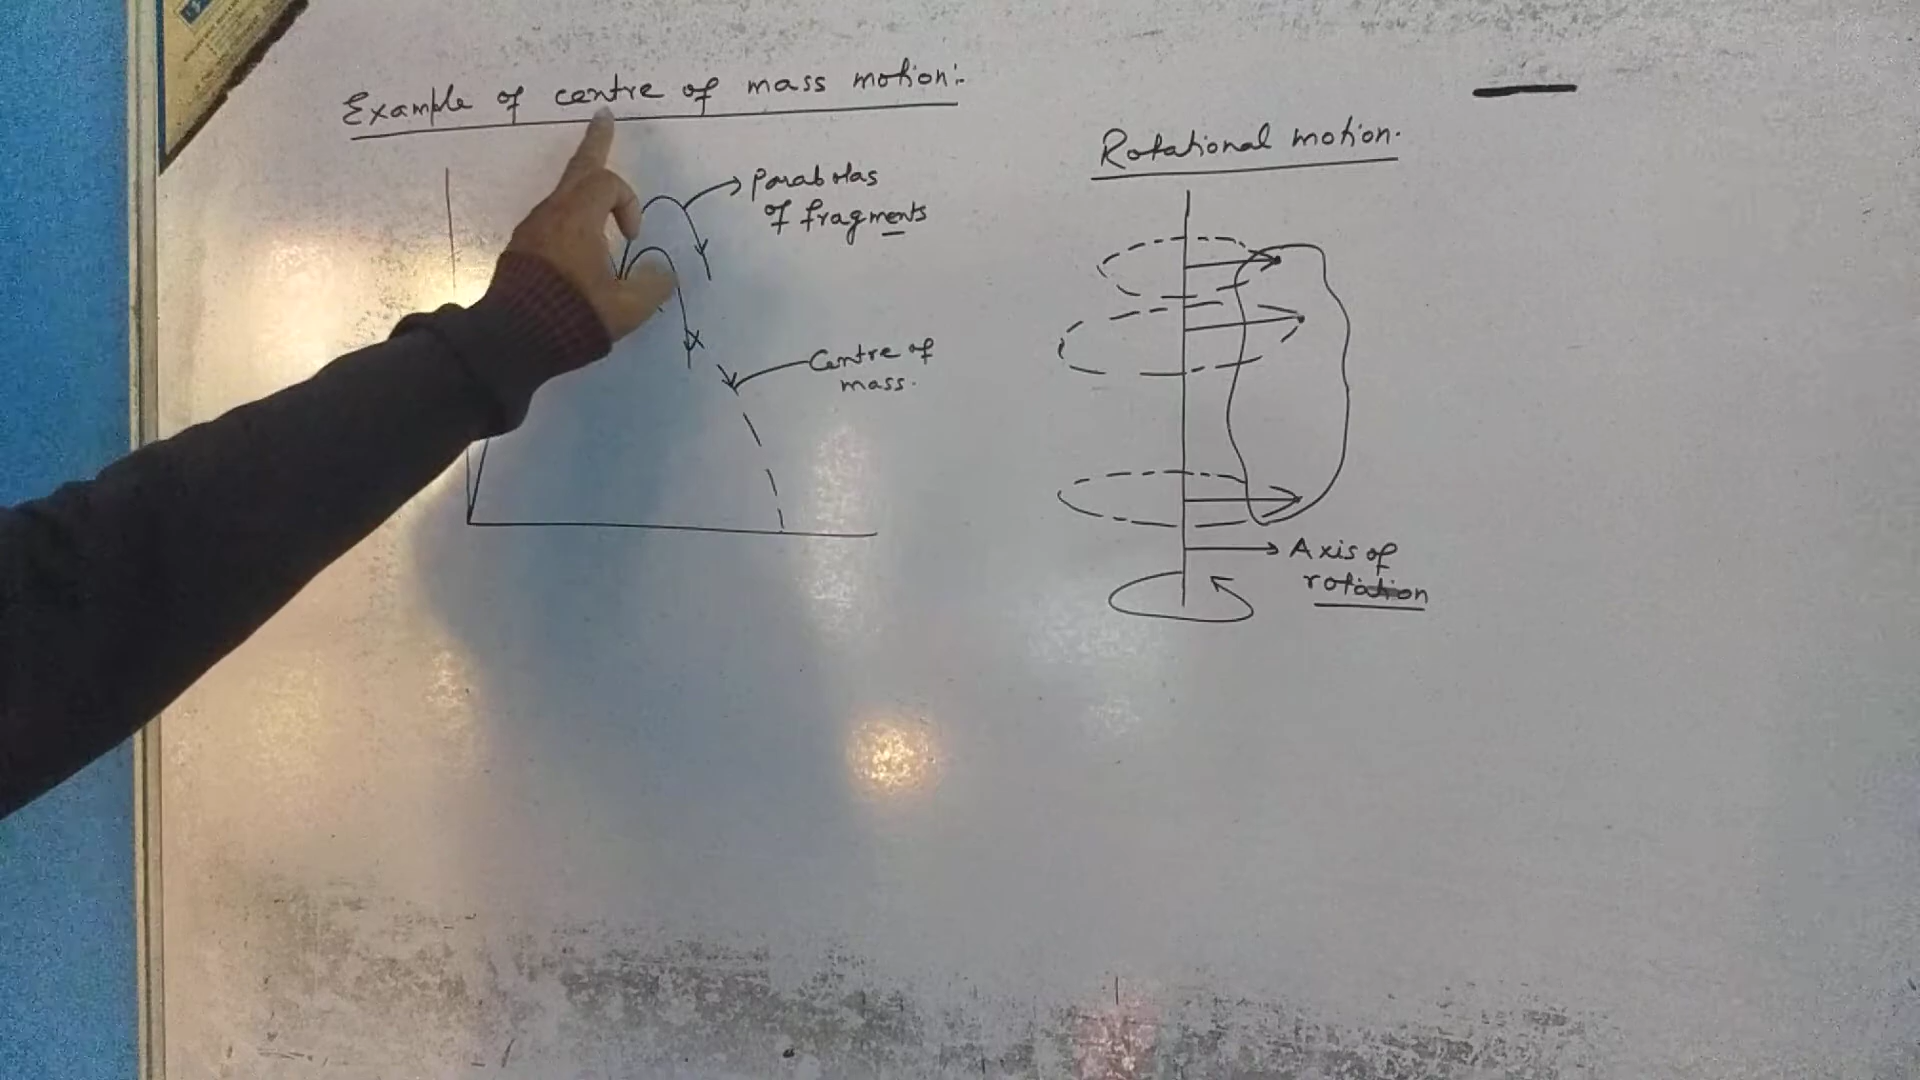 Example of centre of mass motion:-
Parabolas
of fragments
Centre of
mass.
Rotational motion.
Axis of
rotation